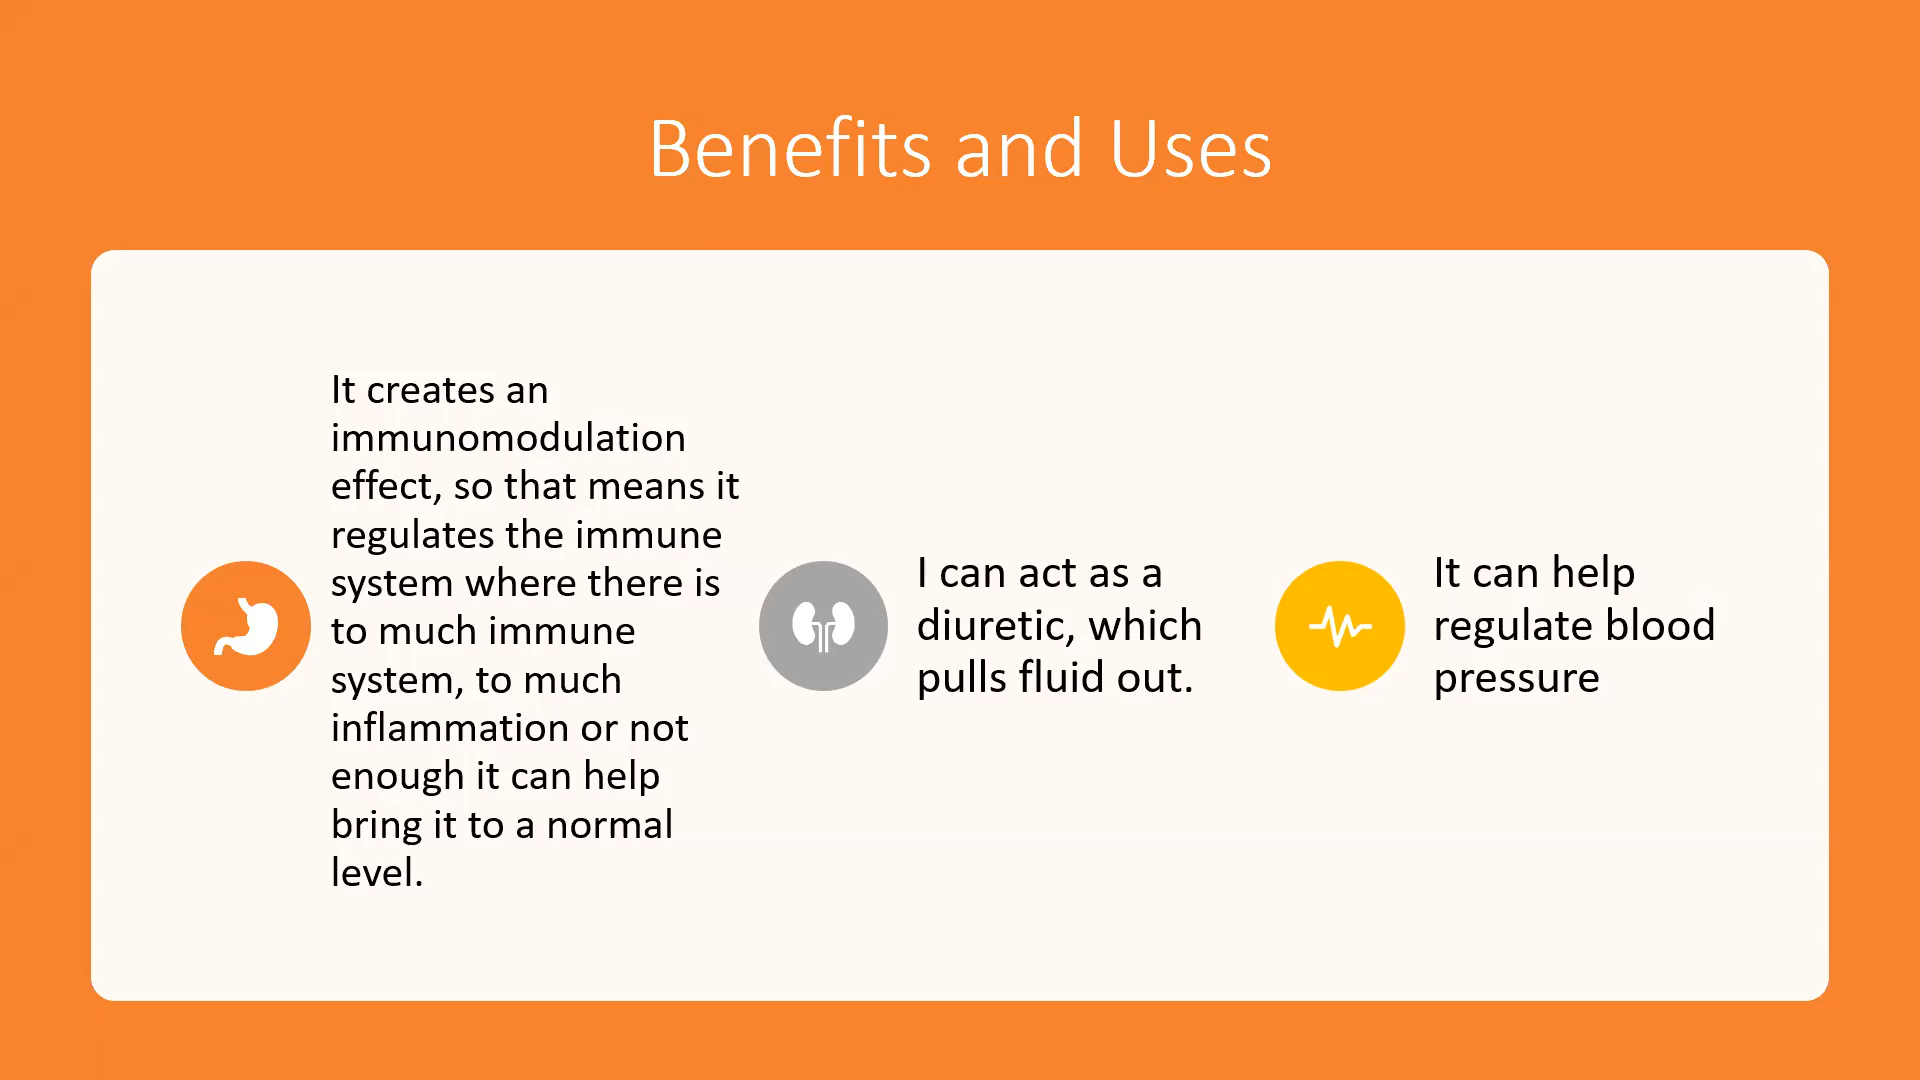 Benefits and Uses
It creates an
immunomodulation
effect, so that means it
regulates the immune
system where there is
to much immune
system, to much
inflammation or not
enough it can help
bring it to a normal
level.
I can act as a
diuretic, which
pulls fluid out.
It can help
regulate blood
pressure